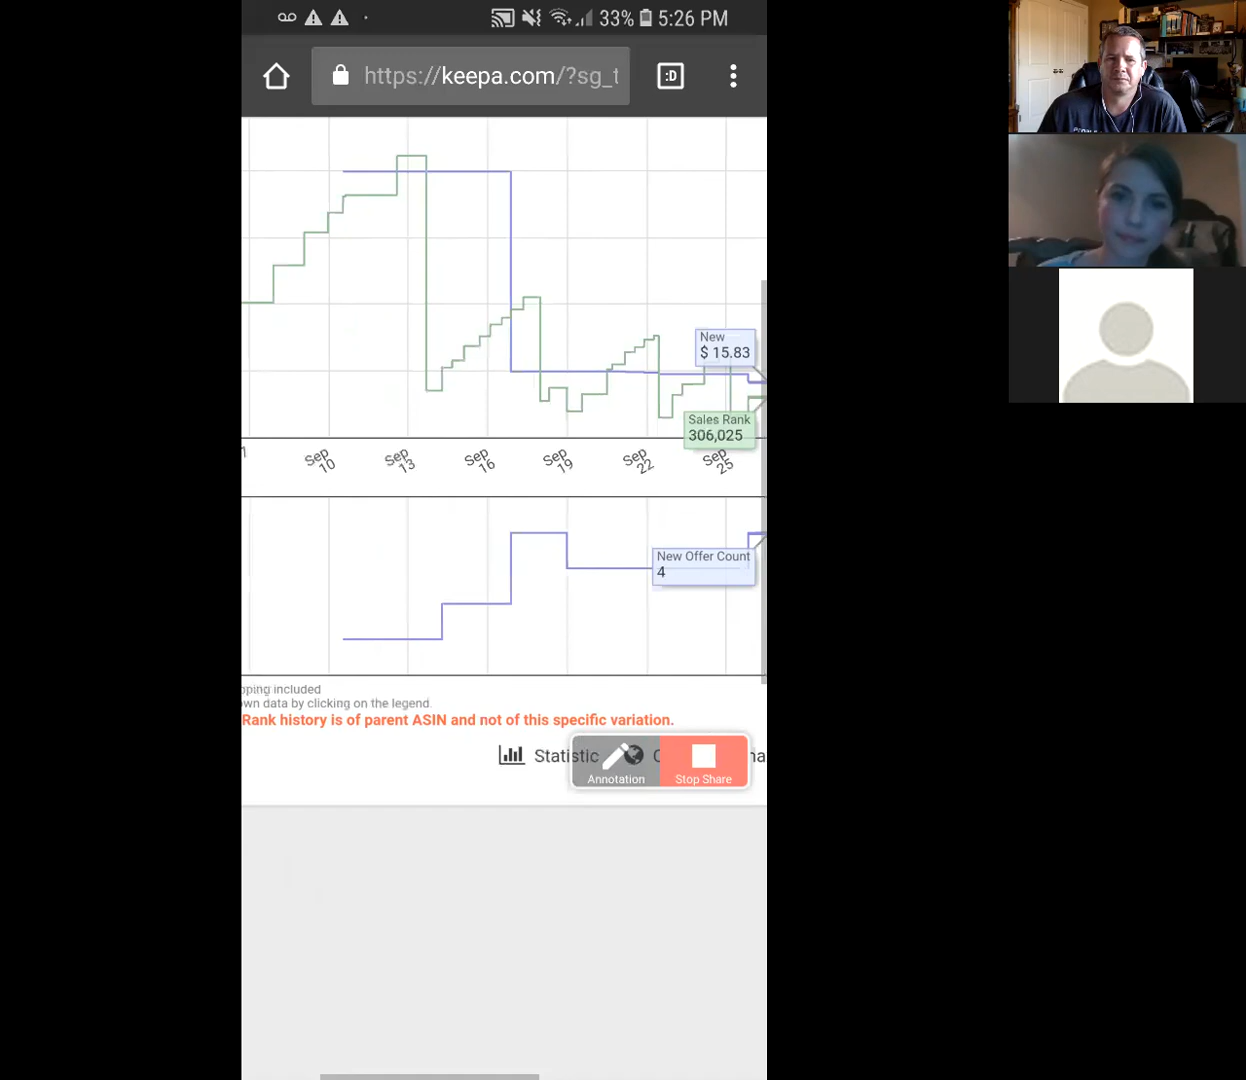 33% 5:26 PM
https://keepa.com/?sg_t
:D
New
$ 15.83
Sales Rank
306,025
Sep 10
Sep 13
Sep 16
Sep 19
Sep 22
Sep 25
New Offer Count
4
pping included
wn data by clicking on the legend.
Rank history is of parent ASIN and not of this specific variation.
Statistic
Annotation
Stop Share